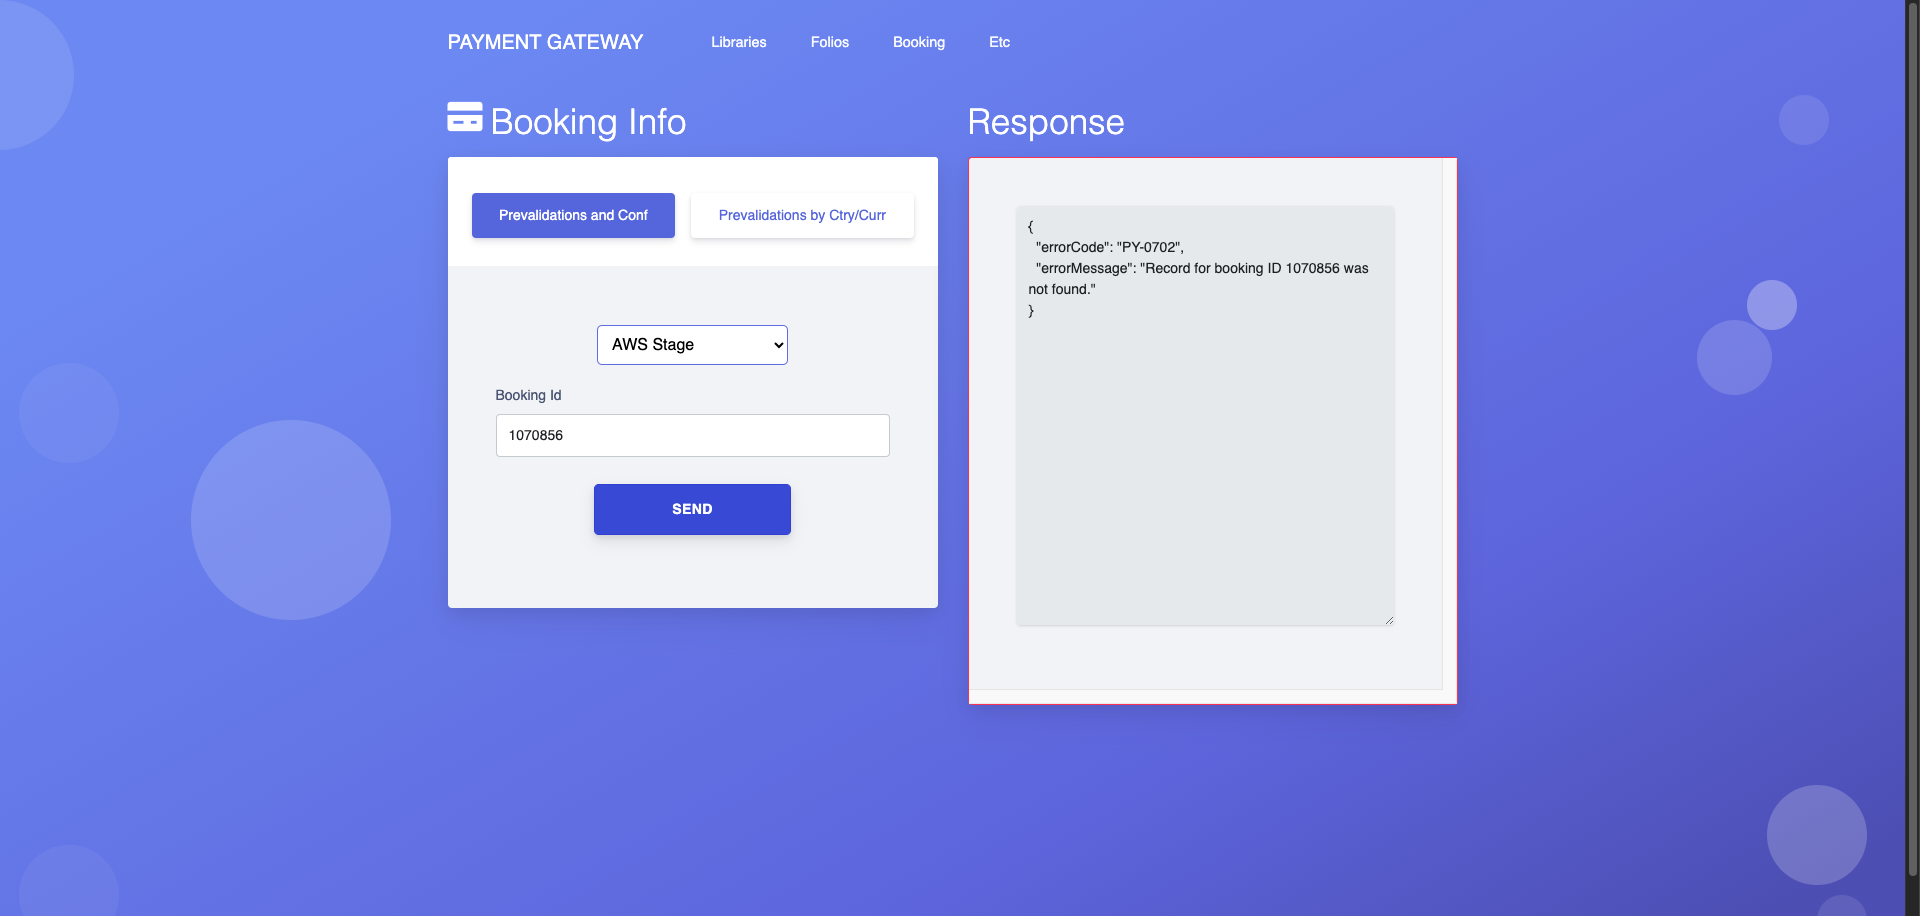 PAYMENT GATEWAY
Libraries
Folios
Booking
Etc
Booking Info
Prevalidations and Conf
Prevalidations by Ctry/Curr
AWS Stage
Booking Id
1070856
SEND
Response
{
"errorCode": "PY-0702",
"errorMessage": "Record for booking ID 1070856 was
not found."
}